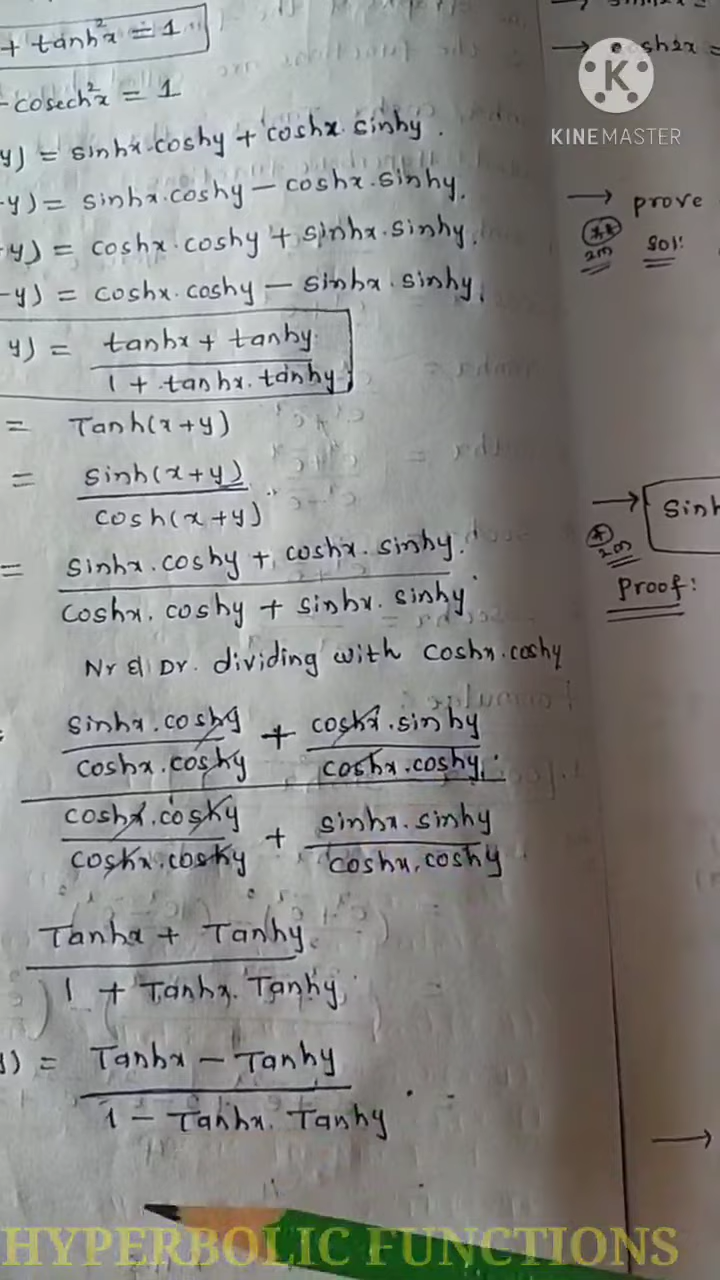 + tanh²x = 1
- cosech²x = 1
y) = sinhx.coshy + coshx.sinhy.
-y) = sinhx.coshy - coshx.sinhy.
y) = coshx.coshy + sinhx.sinhy.
-y) = coshx.coshy - sinhx.sinhy.
y) = (tanhx + tanhy) / (1 + tanhx.tanhy)
= Tanh(x+y)
= sinh(x+y) / cosh(x+y)
= (sinhx.coshy + coshx.sinhy) / (coshx.coshy + sinhx.sinhy)
Nr & Dr. dividing with coshx.coshy
sinhx.coshy / coshx.coshy + coshx.sinhy / coshx.coshy
coshx.coshy / coshx.coshy + sinhx.sinhy / coshx.coshy
Tanhx + Tanhy
1 + Tanhx.Tanhy
y) = (Tanhx - Tanhy) / (1 - Tanhx.Tanhy)
→ cosh2x =
KINEMASTER
→ prove
** 2m
Sol:
→ Sinh
* 2m
Proof:
→
HYPERBOLIC FUNCTIONS